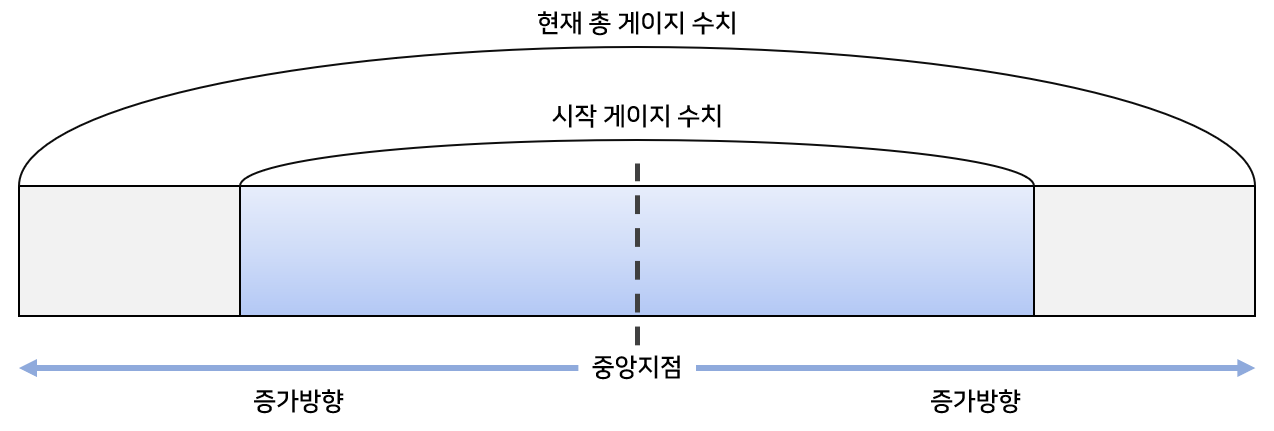 현재 총 게이지 수치
시작 게이지 수치
중앙지점
증가방향
증가방향